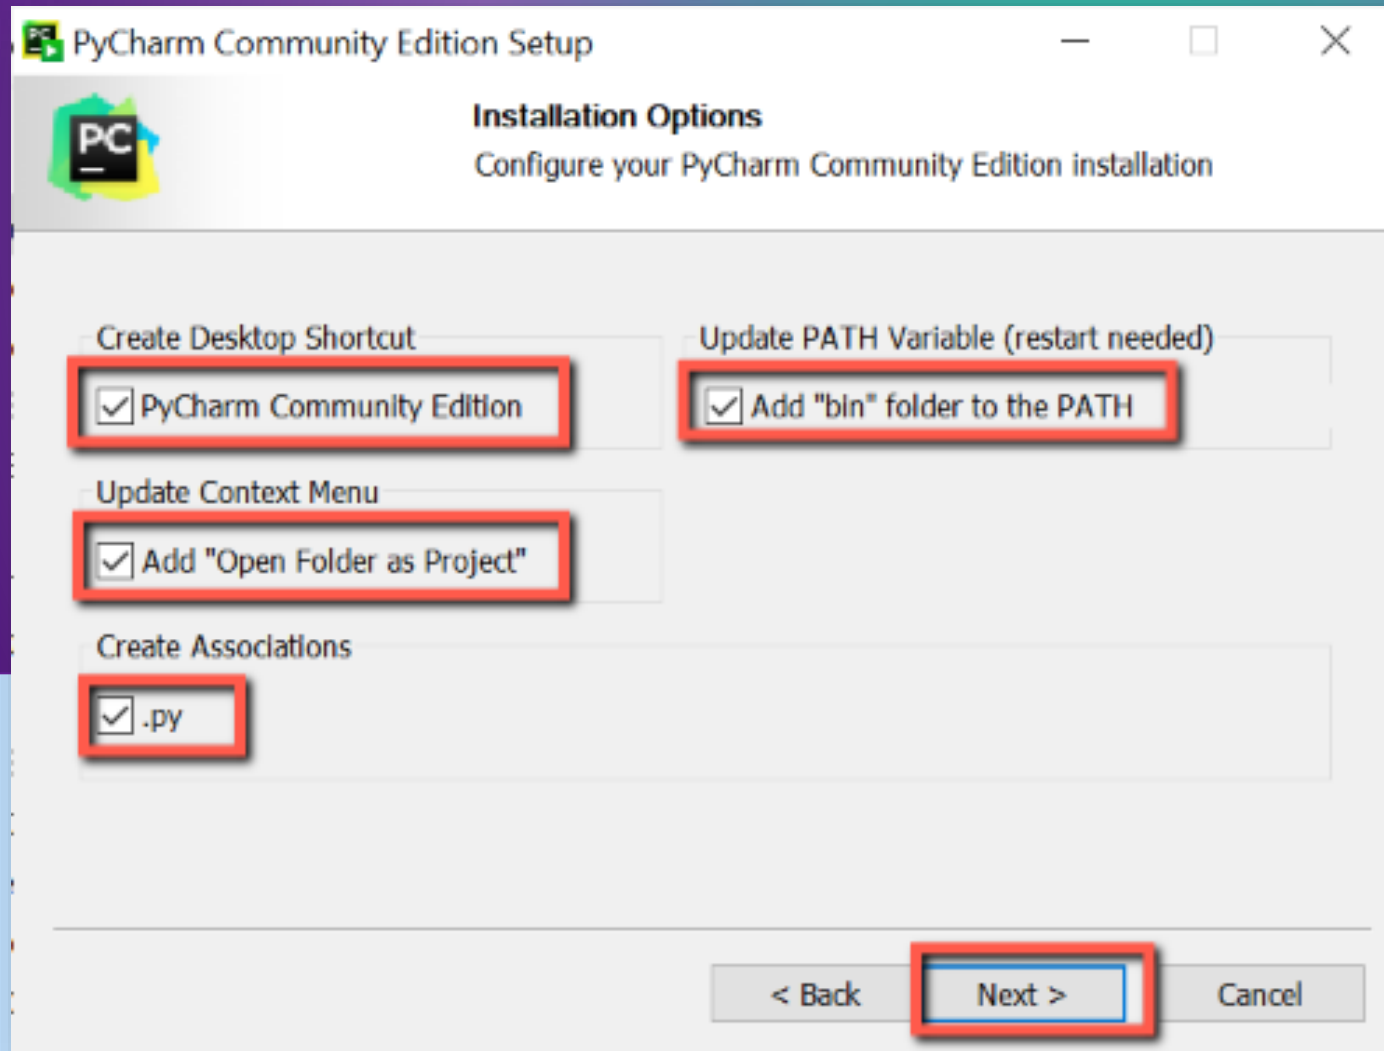 PyCharm Community Edition Setup
PC
Installation Options
Configure your PyCharm Community Edition installation
Create Desktop Shortcut
PyCharm Community Edition
Update PATH Variable (restart needed)
Add "bin" folder to the PATH
Update Context Menu
Add "Open Folder as Project"
Create Associations
.py
< Back
Next >
Cancel